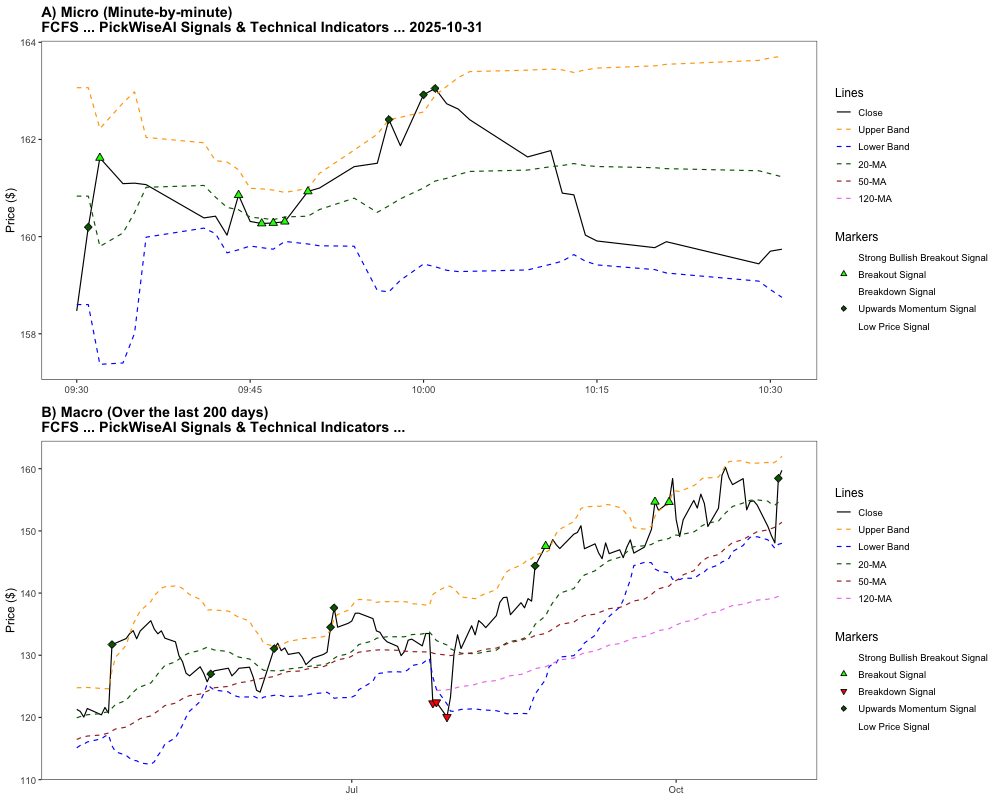 A) Micro (Minute-by-minute)
FCFS ... PickWiseAI Signals & Technical Indicators ... 2025-10-31
164
162
160
158
Price ($)
09:30
09:45
10:00
10:15
10:30
Lines
Close
Upper Band
Lower Band
20-MA
50-MA
120-MA
Markers
Strong Bullish Breakout Signal
Breakout Signal
Breakdown Signal
Upwards Momentum Signal
Low Price Signal
B) Macro (Over the last 200 days)
FCFS ... PickWiseAI Signals & Technical Indicators ...
160
150
140
130
120
110
Price ($)
Jul
Oct
Lines
Close
Upper Band
Lower Band
20-MA
50-MA
120-MA
Markers
Strong Bullish Breakout Signal
Breakout Signal
Breakdown Signal
Upwards Momentum Signal
Low Price Signal